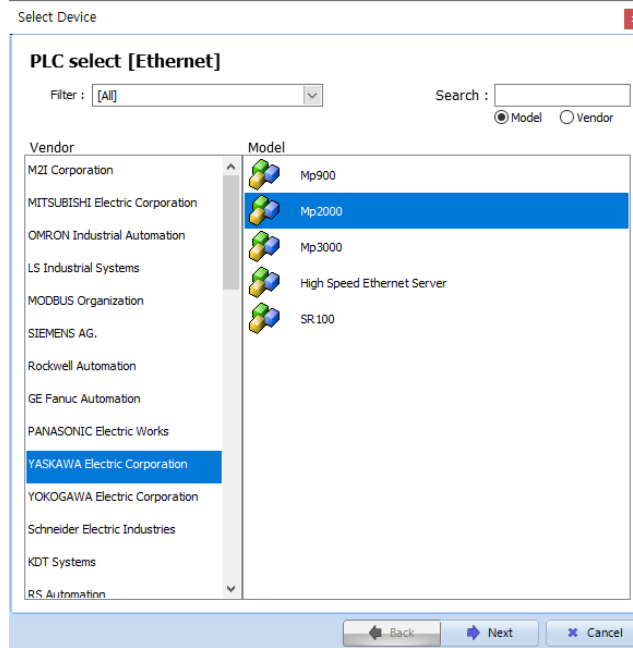 Select Device
PLC select [Ethernet]
Filter : [All]
Search :
Model Vendor
Vendor
M2I Corporation
MITSUBISHI Electric Corporation
OMRON Industrial Automation
LS Industrial Systems
MODBUS Organization
SIEMENS AG.
Rockwell Automation
GE Fanuc Automation
PANASONIC Electric Works
YASKAWA Electric Corporation
YOKOGAWA Electric Corporation
Schneider Electric Industries
KDT Systems
RS Automation
Model
Mp900
Mp2000
Mp3000
High Speed Ethernet Server
SR100
Back Next Cancel